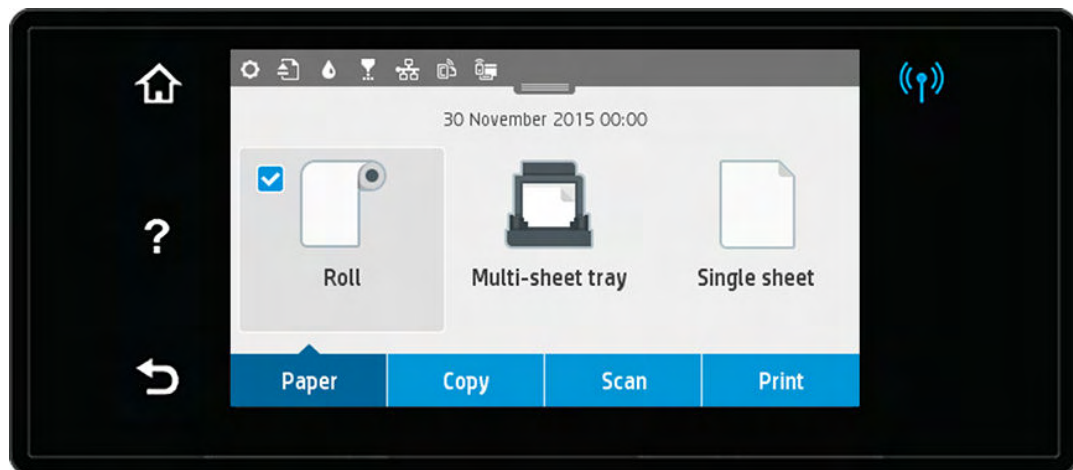 30 November 2015 00:00
Roll
Multi-sheet tray
Single sheet
?
Paper
Copy
Scan
Print